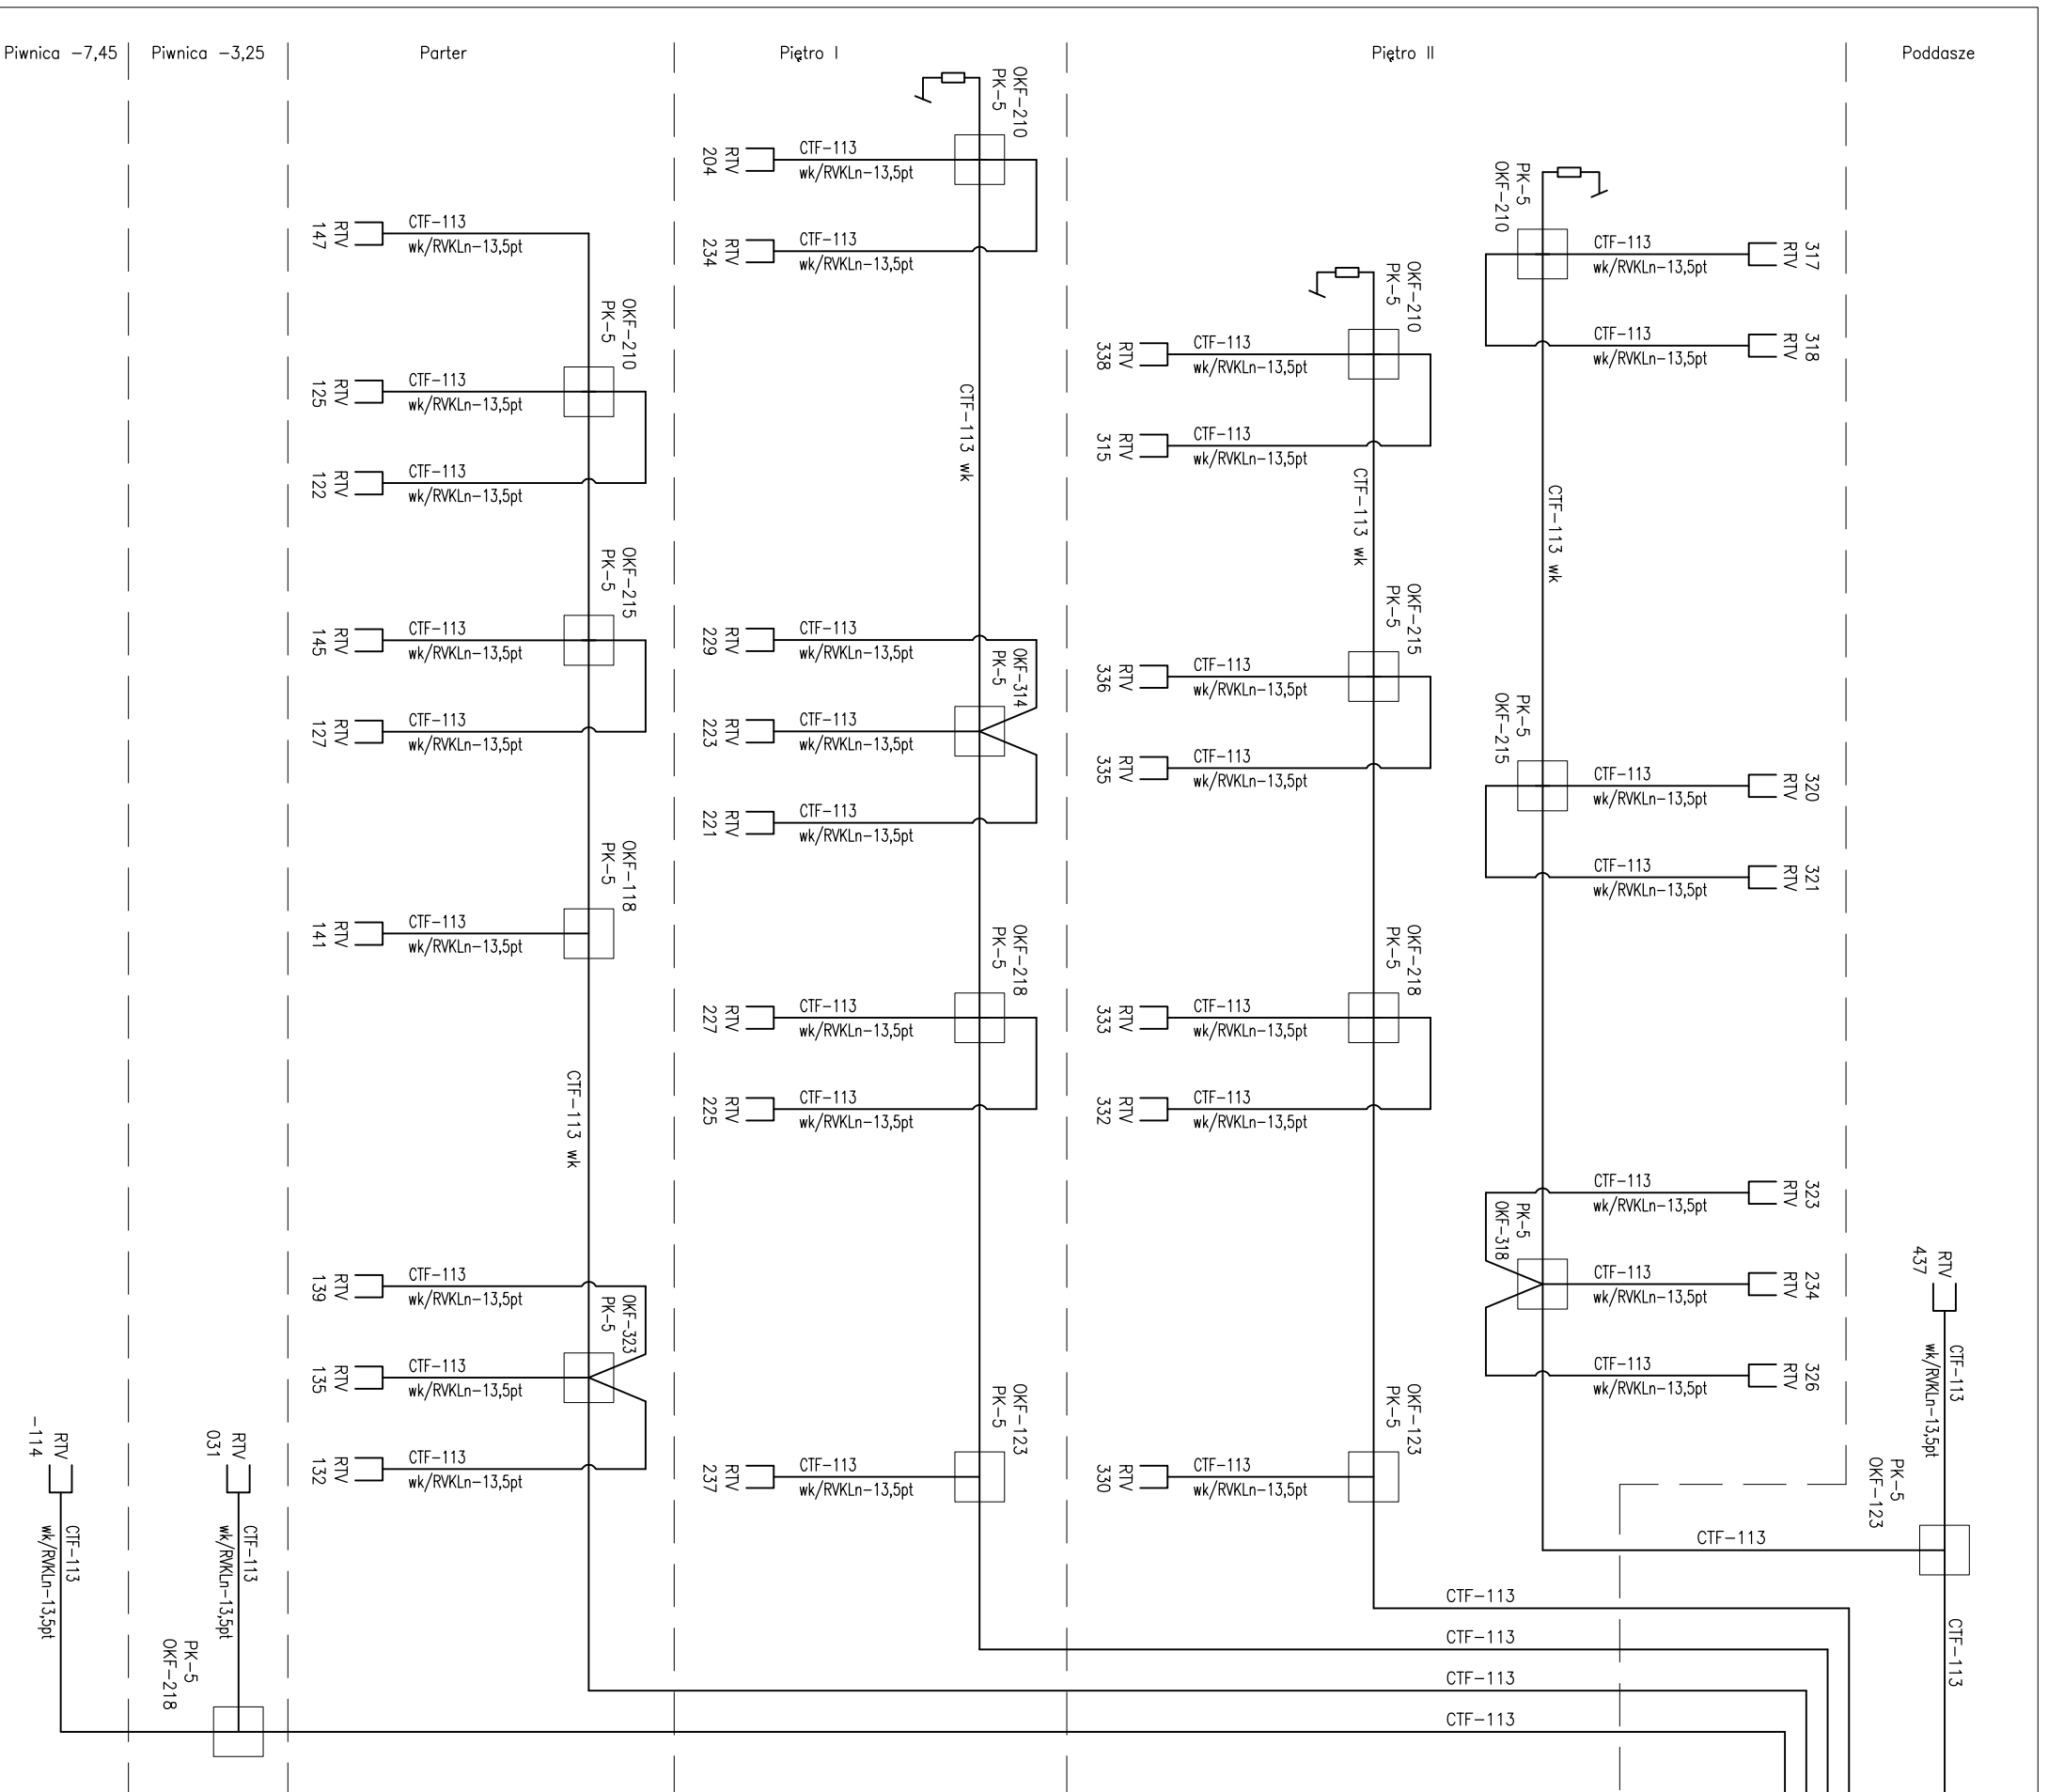 Piwnica -7,45
Piwnica -3,25
Parter
Piętro I
Piętro II
Poddasze
RTV
-114
CTF-113
wk/RVKLn-13,5pt
RTV
031
CTF-113
wk/RVKLn-13,5pt
PK-5
OKF-218
RTV
147
CTF-113
wk/RVKLn-13,5pt
OKF-210
PK-5
RTV
125
CTF-113
wk/RVKLn-13,5pt
RTV
122
CTF-113
wk/RVKLn-13,5pt
OKF-215
PK-5
RTV
145
CTF-113
wk/RVKLn-13,5pt
RTV
127
CTF-113
wk/RVKLn-13,5pt
OKF-118
PK-5
RTV
141
CTF-113
wk/RVKLn-13,5pt
CTF-113 wk
RTV
139
CTF-113
wk/RVKLn-13,5pt
OKF-323
PK-5
RTV
135
CTF-113
wk/RVKLn-13,5pt
RTV
132
CTF-113
wk/RVKLn-13,5pt
OKF-210
PK-5
RTV
204
CTF-113
wk/RVKLn-13,5pt
RTV
234
CTF-113
wk/RVKLn-13,5pt
CTF-113 wk
RTV
229
CTF-113
wk/RVKLn-13,5pt
OKF-314
PK-5
RTV
223
CTF-113
wk/RVKLn-13,5pt
RTV
221
CTF-113
wk/RVKLn-13,5pt
OKF-218
PK-5
RTV
227
CTF-113
wk/RVKLn-13,5pt
RTV
225
CTF-113
wk/RVKLn-13,5pt
OKF-123
PK-5
RTV
237
CTF-113
wk/RVKLn-13,5pt
OKF-210
PK-5
RTV
338
CTF-113
wk/RVKLn-13,5pt
RTV
315
CTF-113
wk/RVKLn-13,5pt
CTF-113 wk
OKF-215
PK-5
RTV
336
CTF-113
wk/RVKLn-13,5pt
RTV
335
CTF-113
wk/RVKLn-13,5pt
OKF-218
PK-5
RTV
333
CTF-113
wk/RVKLn-13,5pt
RTV
332
CTF-113
wk/RVKLn-13,5pt
OKF-123
PK-5
RTV
330
CTF-113
wk/RVKLn-13,5pt
PK-5
OKF-210
CTF-113
wk/RVKLn-13,5pt
317
RTV
CTF-113
wk/RVKLn-13,5pt
318
RTV
CTF-113 wk
PK-5
OKF-215
CTF-113
wk/RVKLn-13,5pt
320
RTV
CTF-113
wk/RVKLn-13,5pt
321
RTV
CTF-113
wk/RVKLn-13,5pt
323
RTV
PK-5
OKF-318
CTF-113
wk/RVKLn-13,5pt
234
RTV
CTF-113
wk/RVKLn-13,5pt
326
RTV
RTV
437
CTF-113
wk/RVKLn-13,5pt
PK-5
OKF-123
CTF-113
CTF-113
CTF-113
CTF-113
CTF-113
CTF-113